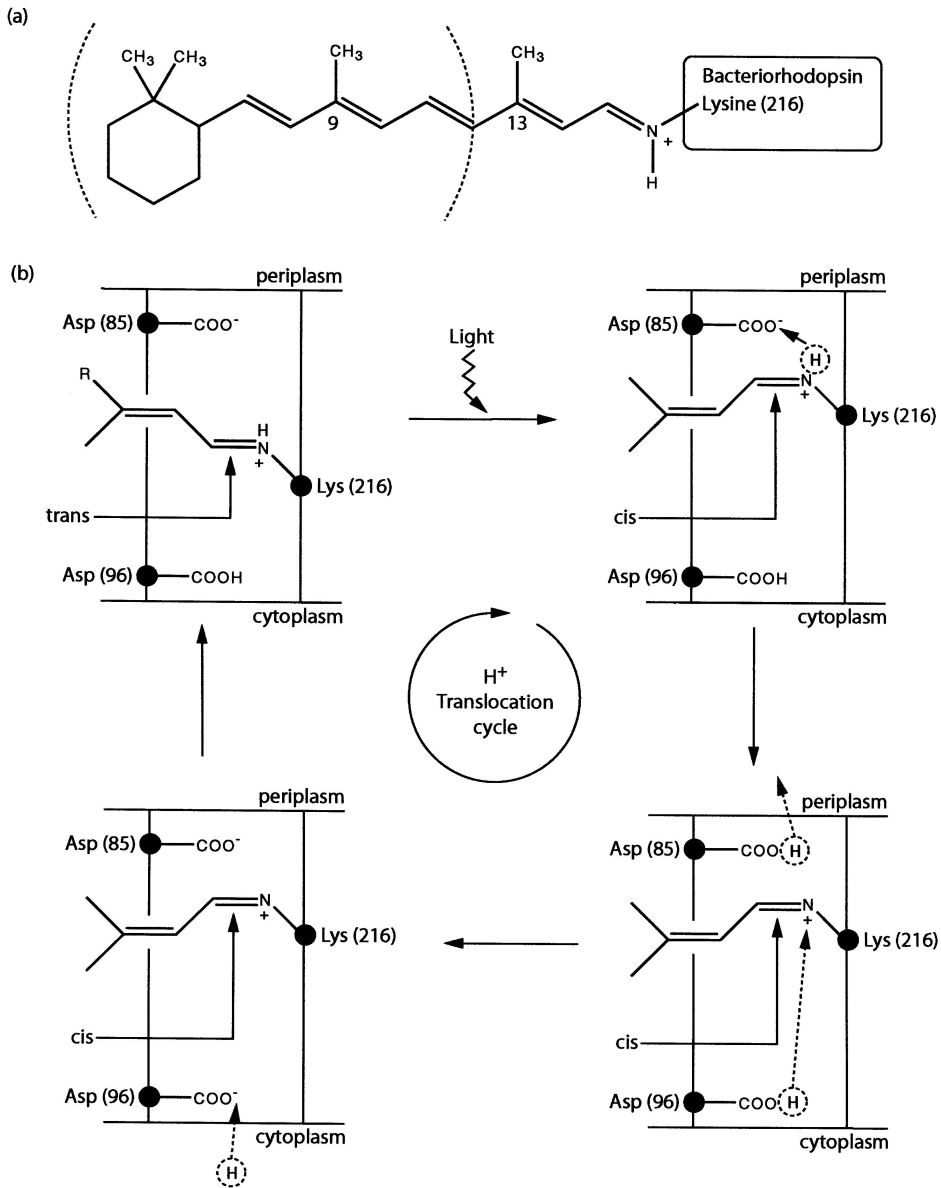 (a)
CH3 CH3
CH3
CH3
9
13
N
+
H
Bacteriorhodopsin
Lysine (216)
(b)
periplasm
Asp (85)
COO-
R
H
N
+
Lys (216)
trans
Asp (96)
COOH
cytoplasm
Light
periplasm
Asp (85)
COO-
H
N
+
Lys (216)
cis
Asp (96)
COOH
cytoplasm
H+
Translocation
cycle
periplasm
Asp (85)
COO-
N
+
Lys (216)
cis
Asp (96)
COO-
cytoplasm
H
periplasm
Asp (85)
COO H
N
+
Lys (216)
cis
Asp (96)
COO H
cytoplasm